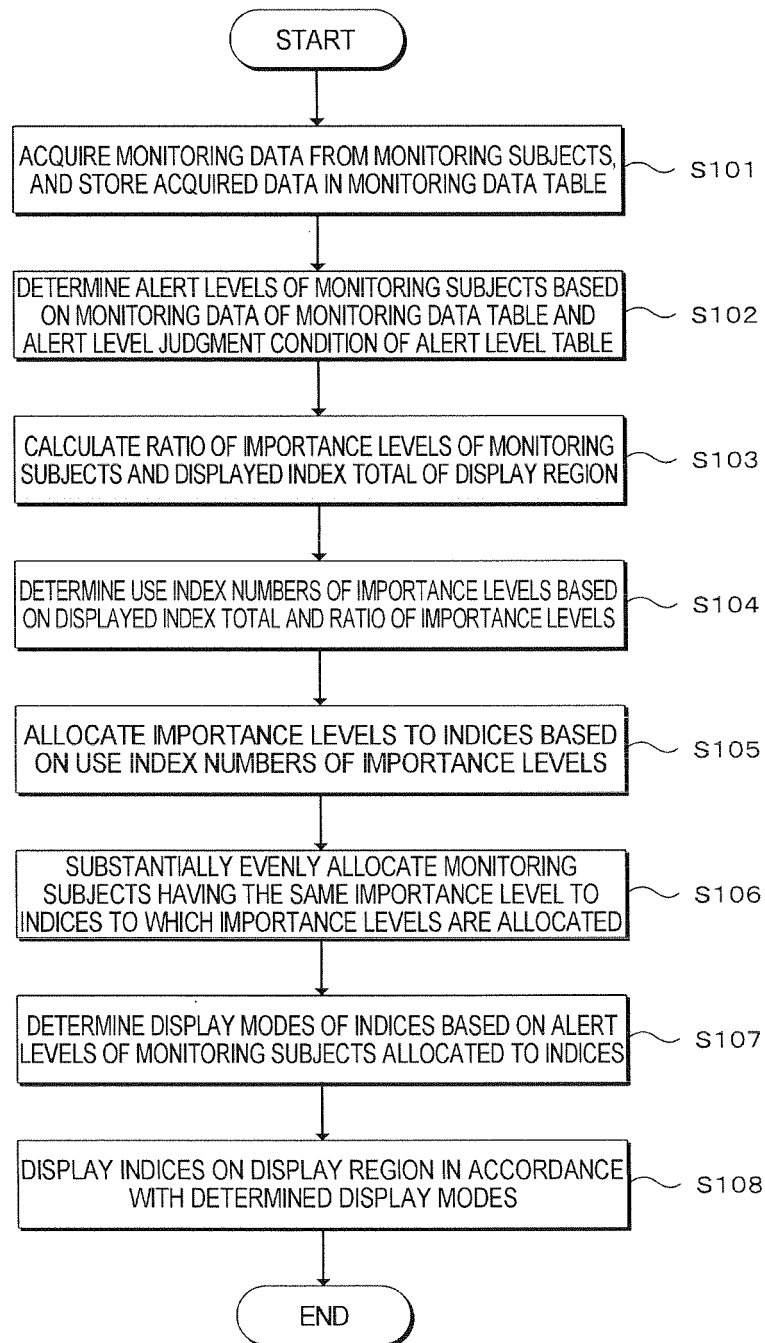 START
ACQUIRE MONITORING DATA FROM MONITORING SUBJECTS,
AND STORE ACQUIRED DATA IN MONITORING DATA TABLE
S101
DETERMINE ALERT LEVELS OF MONITORING SUBJECTS BASED
ON MONITORING DATA OF MONITORING DATA TABLE AND
ALERT LEVEL JUDGMENT CONDITION OF ALERT LEVEL TABLE
S102
CALCULATE RATIO OF IMPORTANCE LEVELS OF MONITORING
SUBJECTS AND DISPLAYED INDEX TOTAL OF DISPLAY REGION
S103
DETERMINE USE INDEX NUMBERS OF IMPORTANCE LEVELS BASED
ON DISPLAYED INDEX TOTAL AND RATIO OF IMPORTANCE LEVELS
S104
ALLOCATE IMPORTANCE LEVELS TO INDICES BASED
ON USE INDEX NUMBERS OF IMPORTANCE LEVELS
S105
SUBSTANTIALLY EVENLY ALLOCATE MONITORING
SUBJECTS HAVING THE SAME IMPORTANCE LEVEL TO
INDICES TO WHICH IMPORTANCE LEVELS ARE ALLOCATED
S106
DETERMINE DISPLAY MODES OF INDICES BASED ON ALERT
LEVELS OF MONITORING SUBJECTS ALLOCATED TO INDICES
S107
DISPLAY INDICES ON DISPLAY REGION IN ACCORDANCE
WITH DETERMINED DISPLAY MODES
S108
END